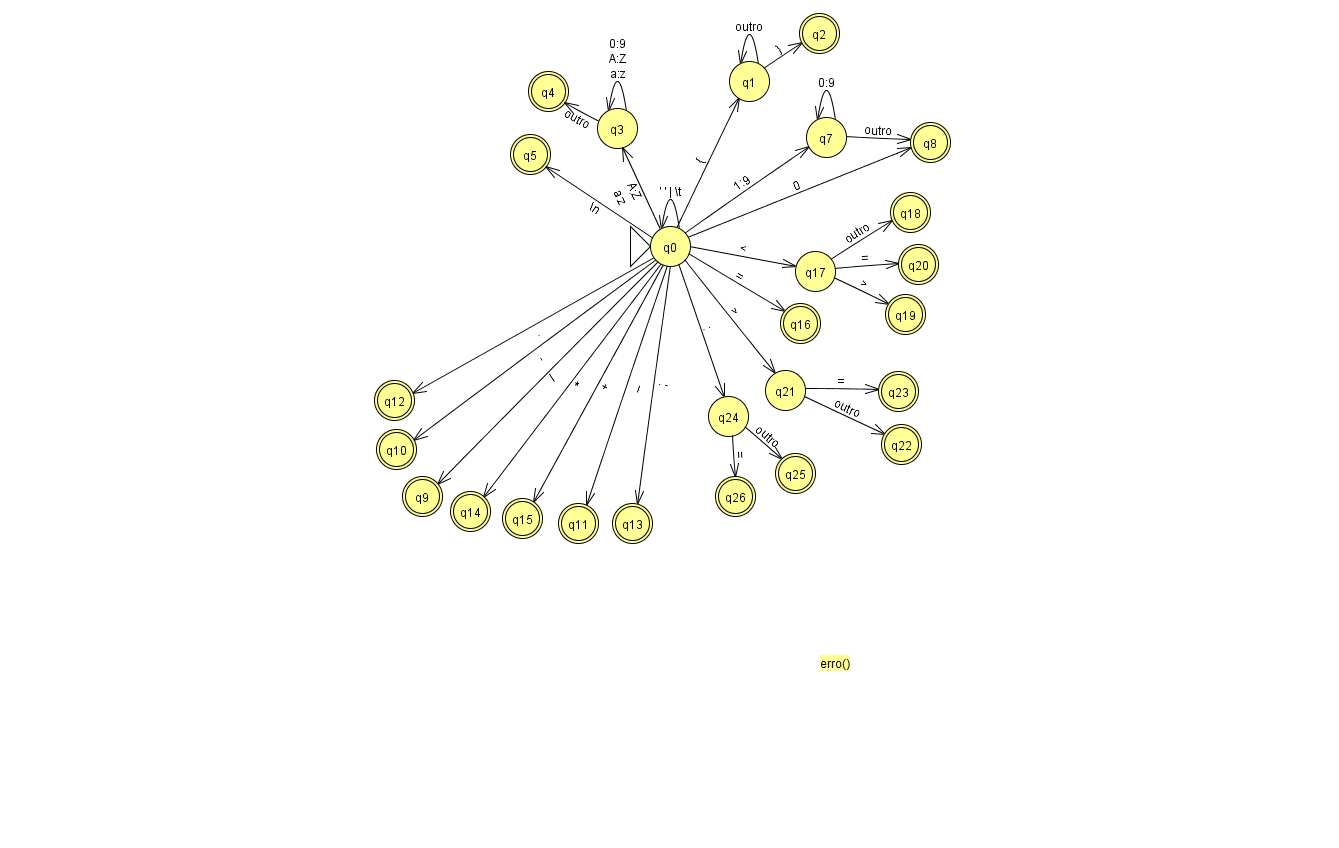 outro
q2
0:9
A:Z
a:z
)
q1
0:9
q4
outro
q3
outro
q7
q8
q5
{
1:9
0
A:Z
a:z
' ' | \t
\n
q18
outro
q0
<
=
q20
q17
=
>
q19
>
q16
:
q21
=
q23
*
+
q12
outro
q24
q22
outro
q10
=
q25
q9
q26
q14
q15
q11
q13
erro()